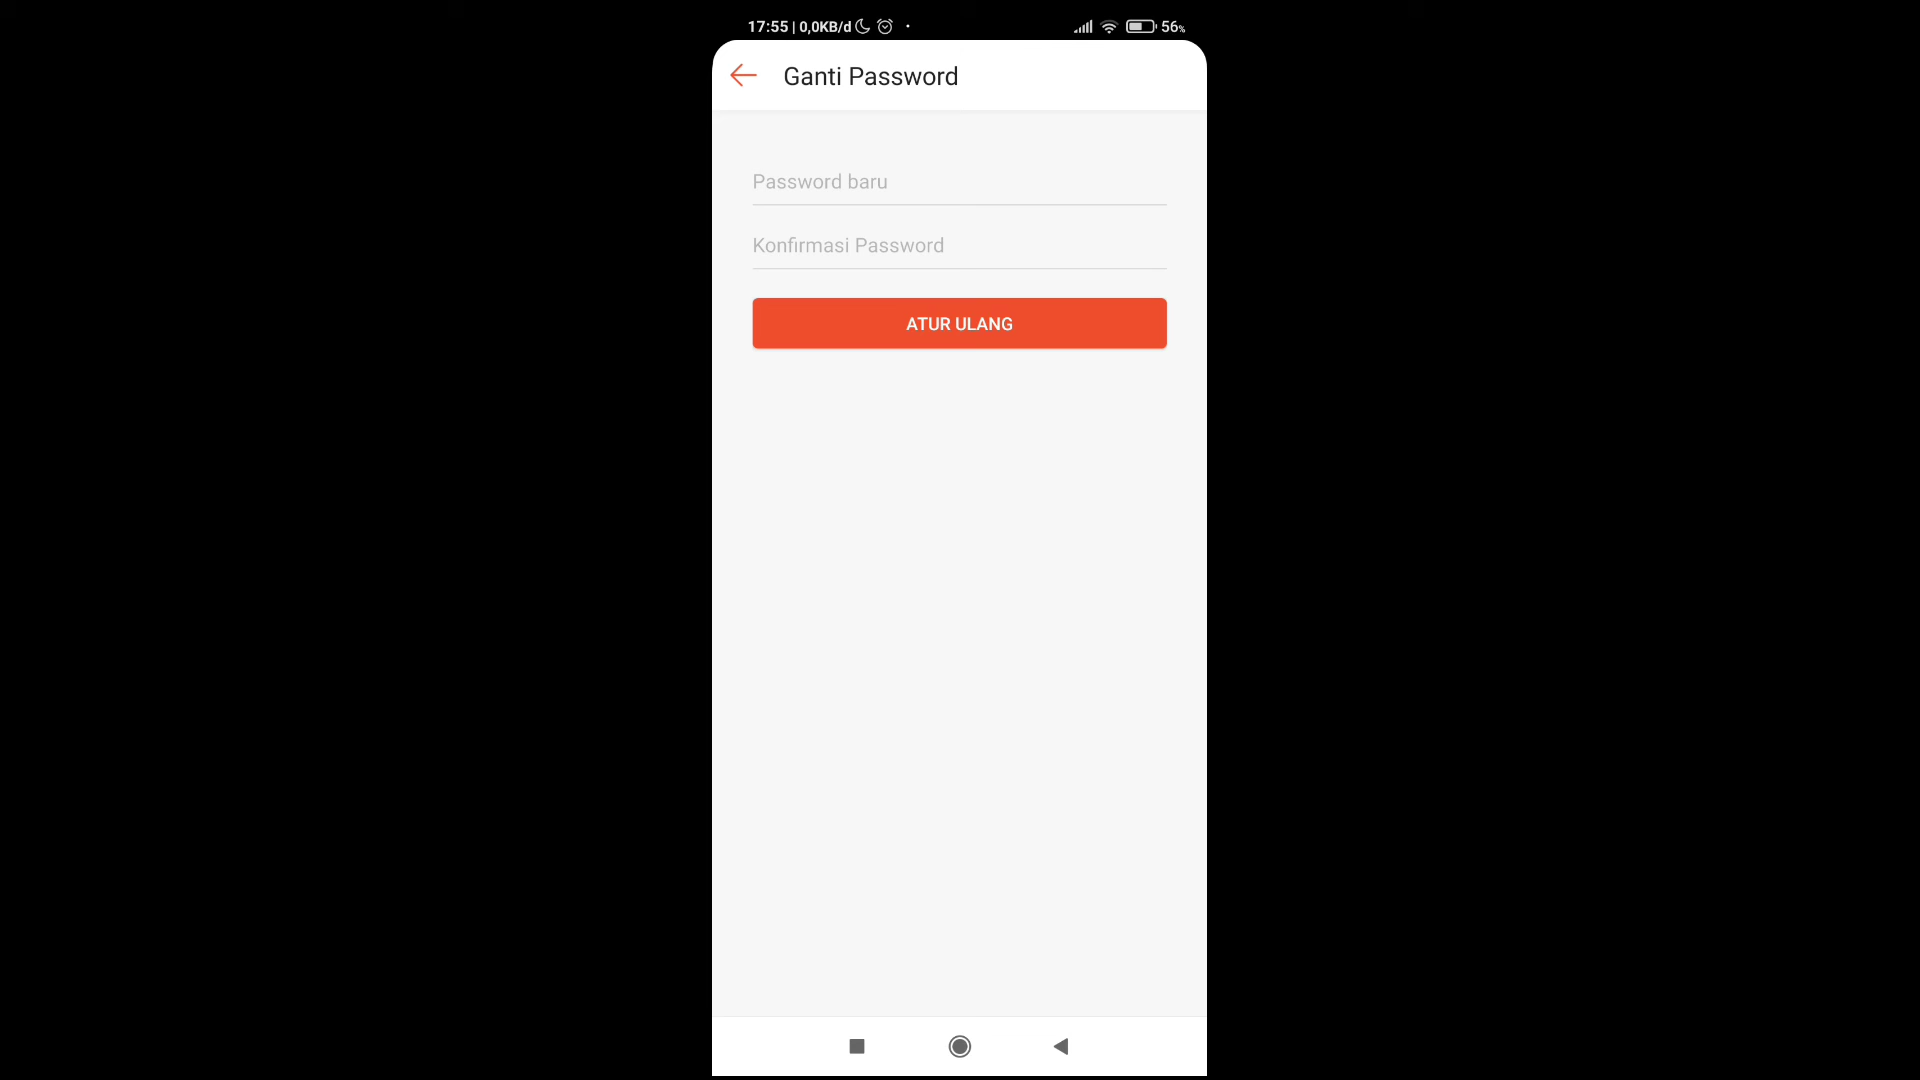 17:55 | 0,0KB/d 56%
Ganti Password
Password baru
Konfirmasi Password
ATUR ULANG